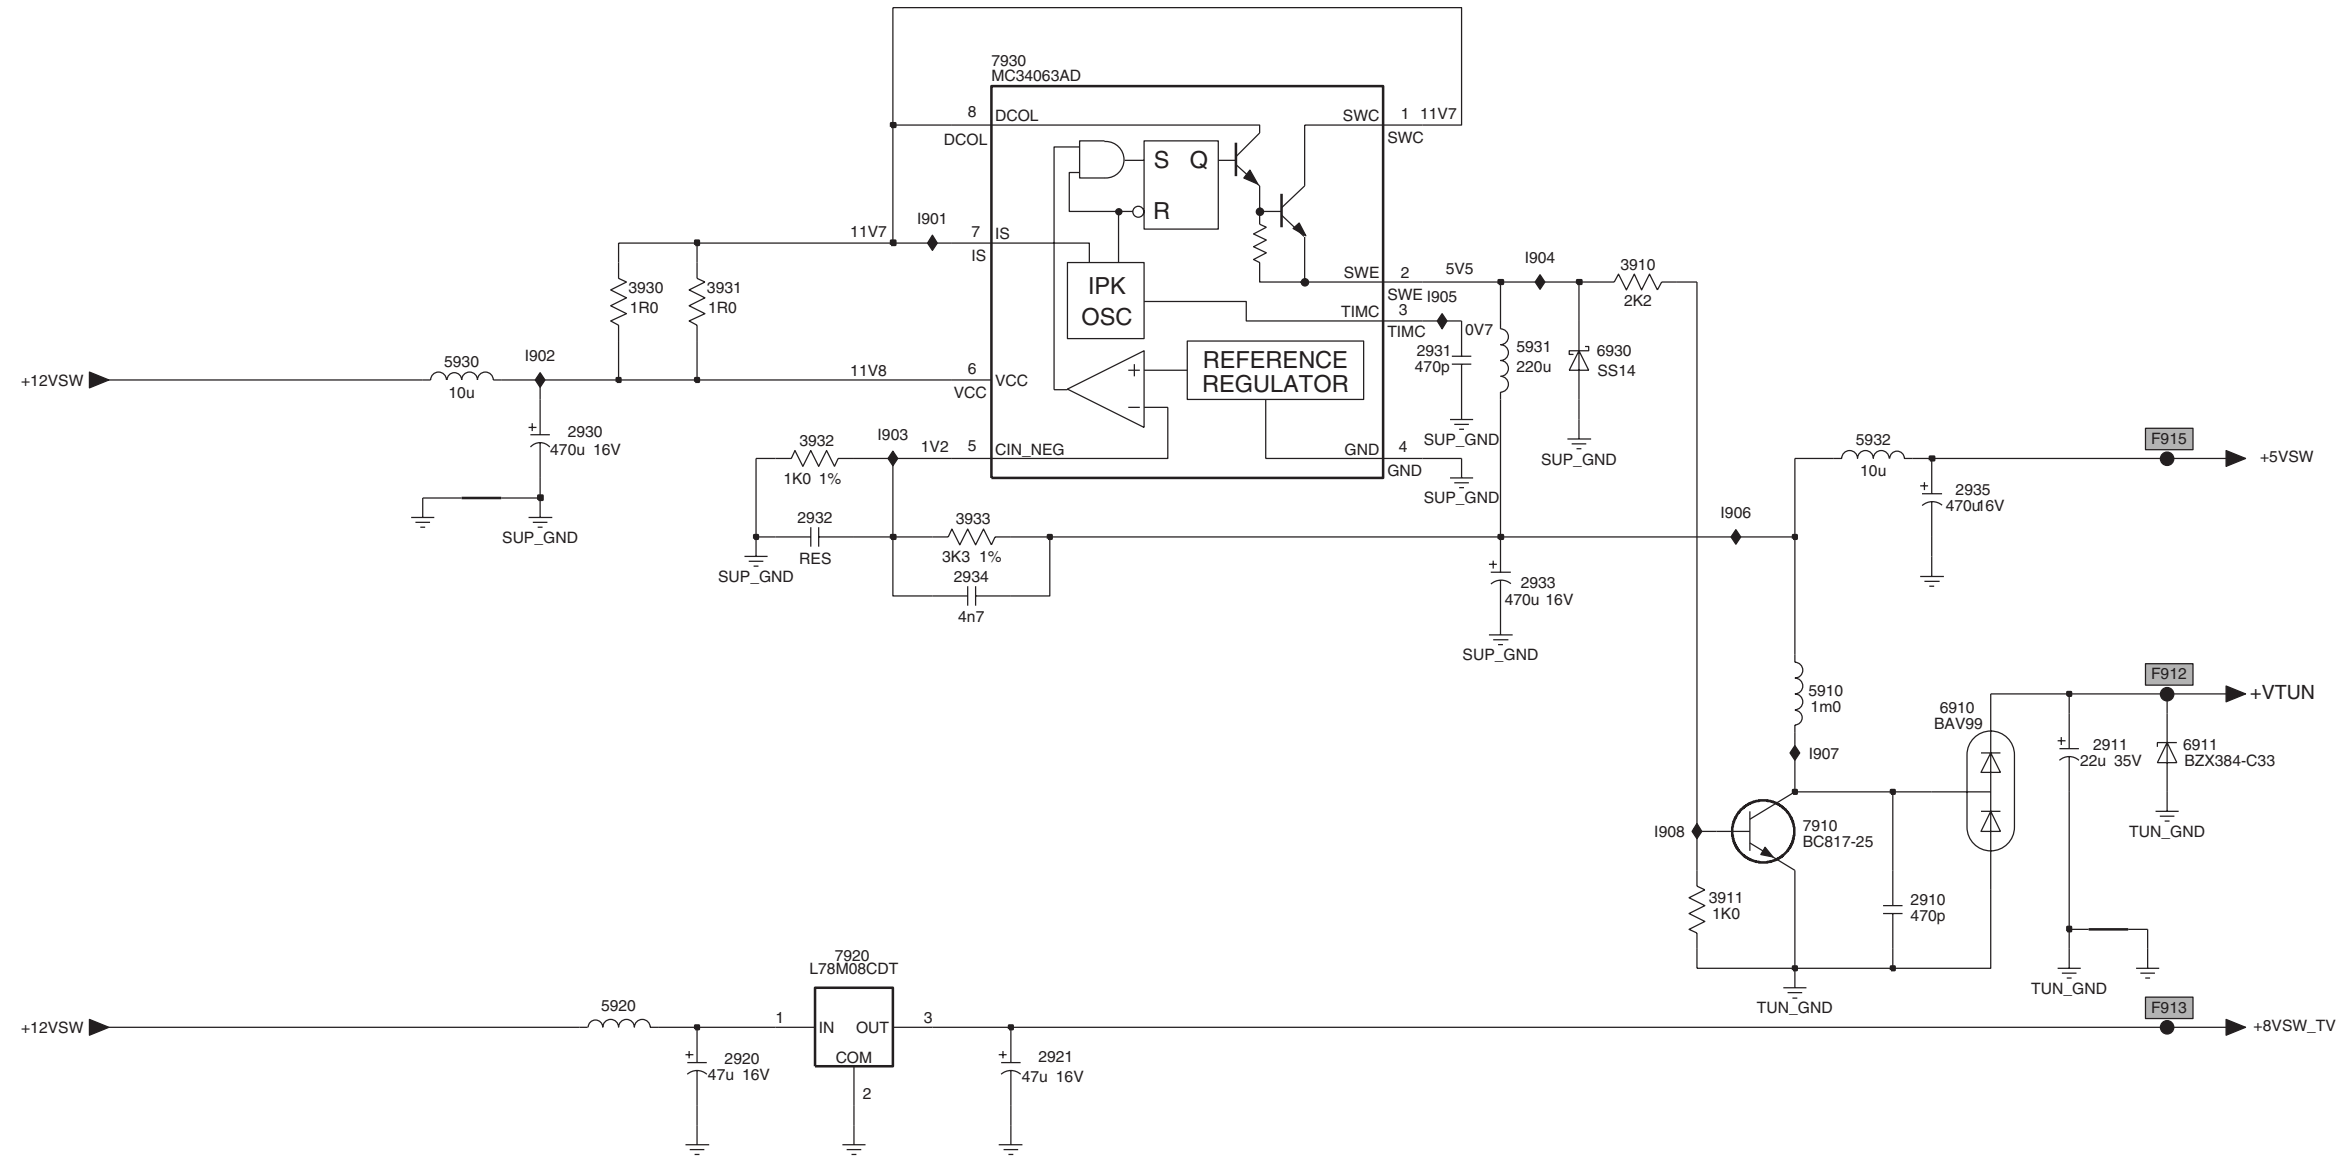 7930
MC34063AD
8 DCOL SWC 1 11V7
DCOL SWC
S Q
R
I901
11V7 7 IS
IS
IPK
OSC
SWE 2 5V5 I904 3910
SWE I905 2K2
TIMC 3
TIMC 0V7
3930
1R0
3931
1R0
2931
470p
5931
220u
6930
SS14
REFERENCE
REGULATOR
+
−
+12VSW 5930 I902 11V8 6 VCC
10u VCC
+ 2930
470u 16V
SUP_GND
3932 I903 1V2 5 CIN_NEG GND 4
1K0 1% GND
SUP_GND
SUP_GND
SUP_GND
2932 3933
RES 3K3 1%
SUP_GND 2934
4n7
+ 2933
470u 16V
SUP_GND
I906
5932 F915 +5VSW
10u
+ 2935
470u16V
5910
1m0
I907
6910
BAV99
F912 +VTUN
+ 2911
22u 35V
6911
BZX384-C33
TUN_GND
I908 7910
BC817-25
3911
1K0
2910
470p
TUN_GND
TUN_GND
7920
L78M08CDT
+12VSW 5920 1 IN OUT 3 F913 +8VSW_TV
COM
2
+ 2920
47u 16V
+ 2921
47u 16V